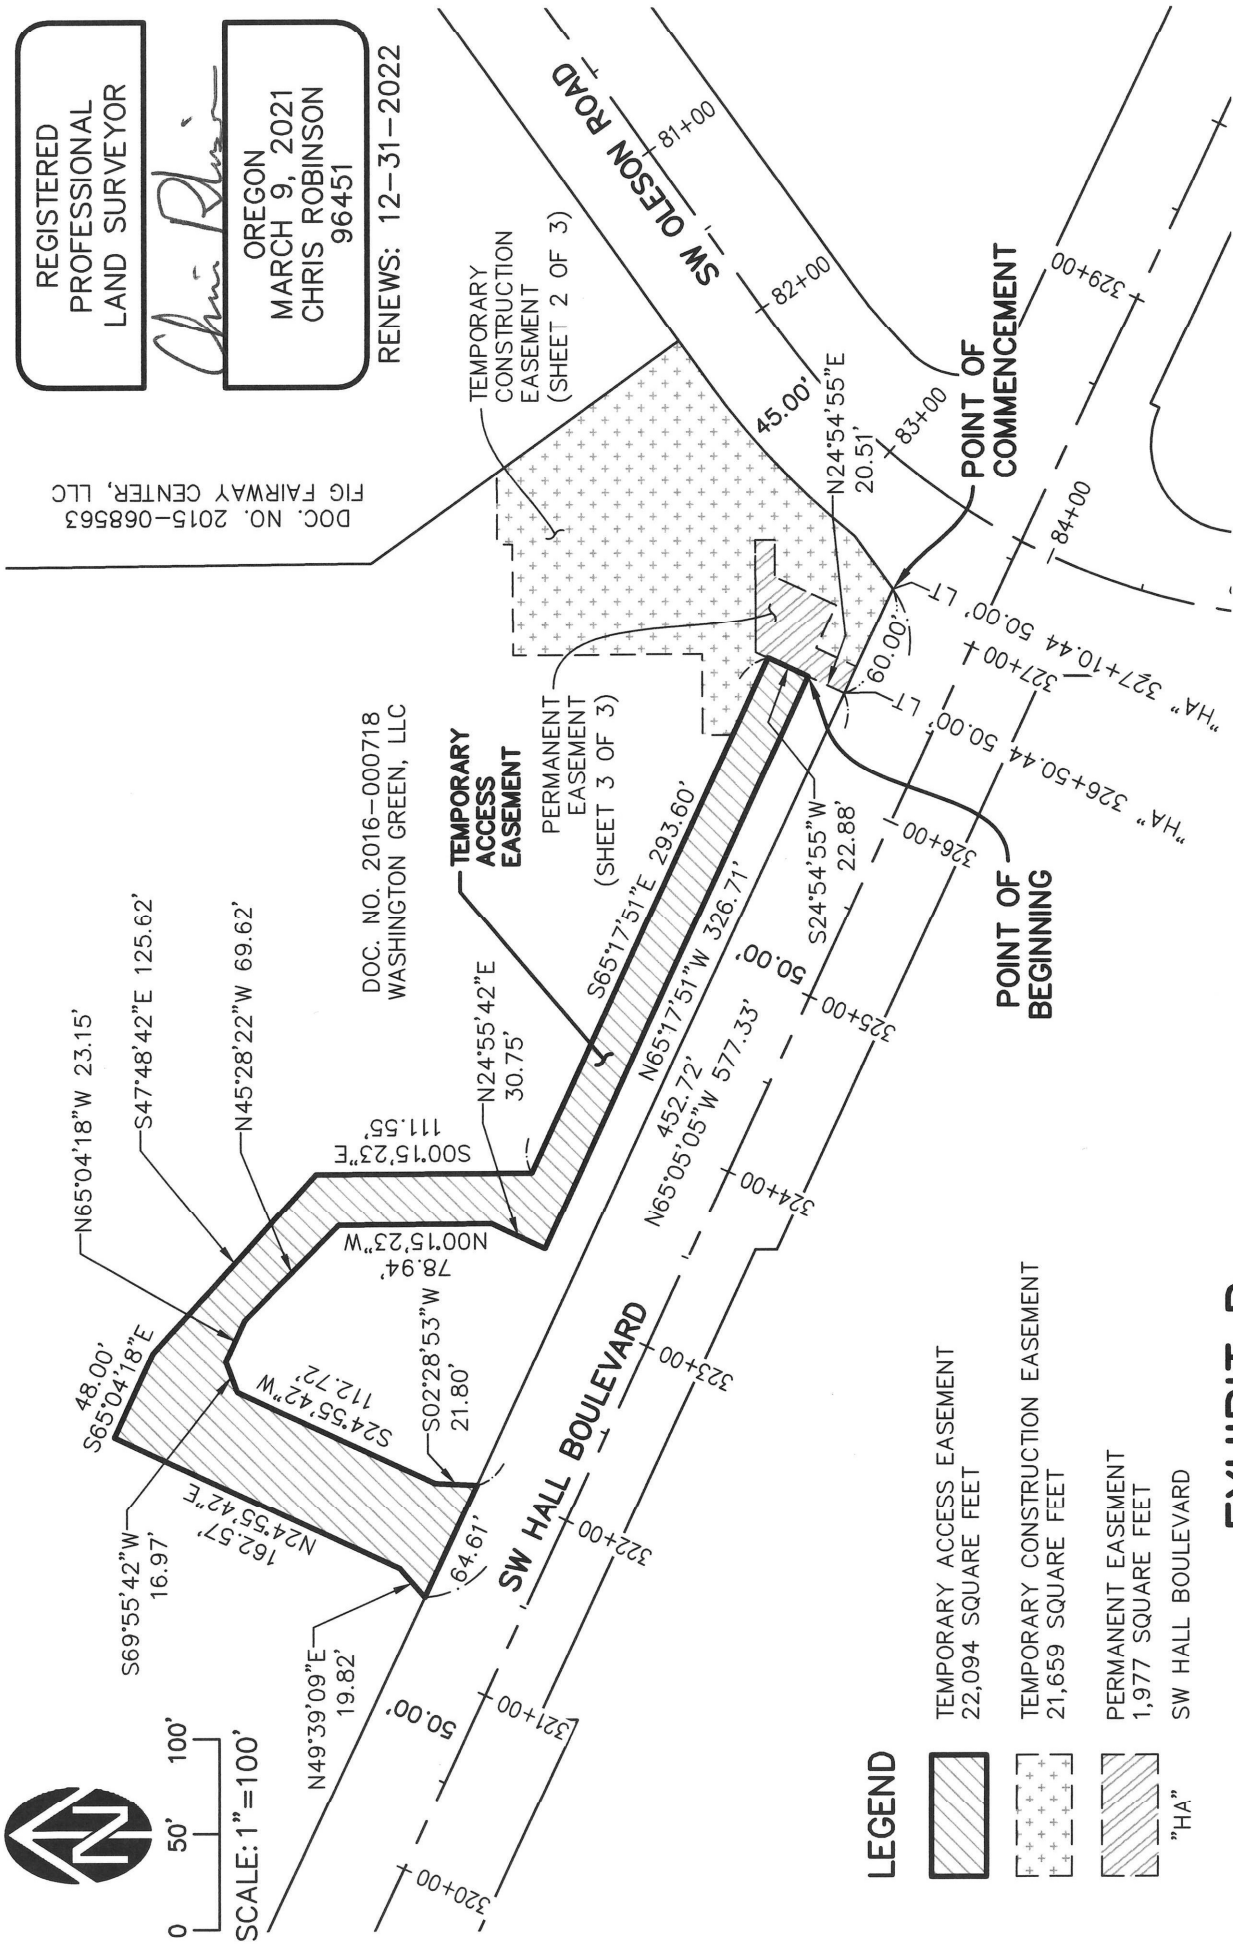 REGISTERED
PROFESSIONAL
LAND SURVEYOR
OREGON
MARCH 9, 2021
CHRIS ROBINSON
96451
RENEWS: 12-31-2022
N
0 50' 100'
SCALE: 1"=100'
DOC. NO. 2015-068563
FIG FAIRWAY CENTER, LLC
TEMPORARY
CONSTRUCTION
EASEMENT
(SHEET 2 OF 3)
SW OLESON ROAD
81+00
82+00
83+00
84+00
45.00'
N24°54'55"E
20.51'
POINT OF
COMMENCEMENT
329+00
DOC. NO. 2016-000718
WASHINGTON GREEN, LLC
TEMPORARY
ACCESS
EASEMENT
PERMANENT
EASEMENT
(SHEET 3 OF 3)
N65°04'18"W 23.15'
S47°48'42"E 125.62'
N45°28'22"W 69.62'
48.00'
S65°04'18"E
S69°55'42"W
16.97'
N24°55'42"E
162.57'
S24°55'42"W
112.72'
S02°28'53"W
21.80'
N49°39'09"E
19.82'
64.61'
N00°15'23"W
78.94'
S00°15'23"E
111.55'
N24°55'42"E
30.75'
S65°17'51"E 293.60'
N65°17'51"W 326.71'
452.72'
N65°05'05"W 577.33'
50.00'
50.00'
S24°54'55"W
22.88'
60.00'
"HA" 327+10.44 50.00' LT
"HA" 326+50.44 50.00' LT
POINT OF
BEGINNING
SW HALL BOULEVARD
320+00
321+00
322+00
323+00
324+00
325+00
326+00
327+00
LEGEND
TEMPORARY ACCESS EASEMENT
22,094 SQUARE FEET
TEMPORARY CONSTRUCTION EASEMENT
21,659 SQUARE FEET
PERMANENT EASEMENT
1,977 SQUARE FEET
"HA" SW HALL BOULEVARD